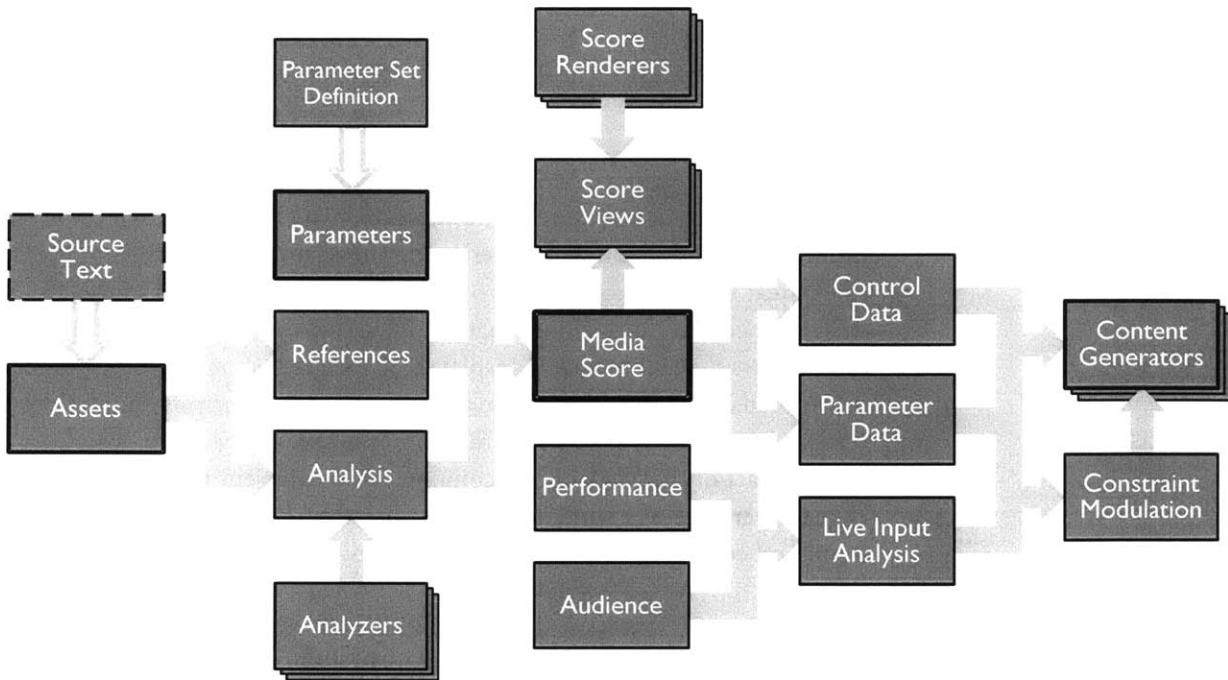 Source
Text
Assets
Parameter Set
Definition
Parameters
References
Analysis
Analyzers
Score
Renderers
Score
Views
Media
Score
Performance
Audience
Control
Data
Parameter
Data
Live Input
Analysis
Content
Generators
Constraint
Modulation